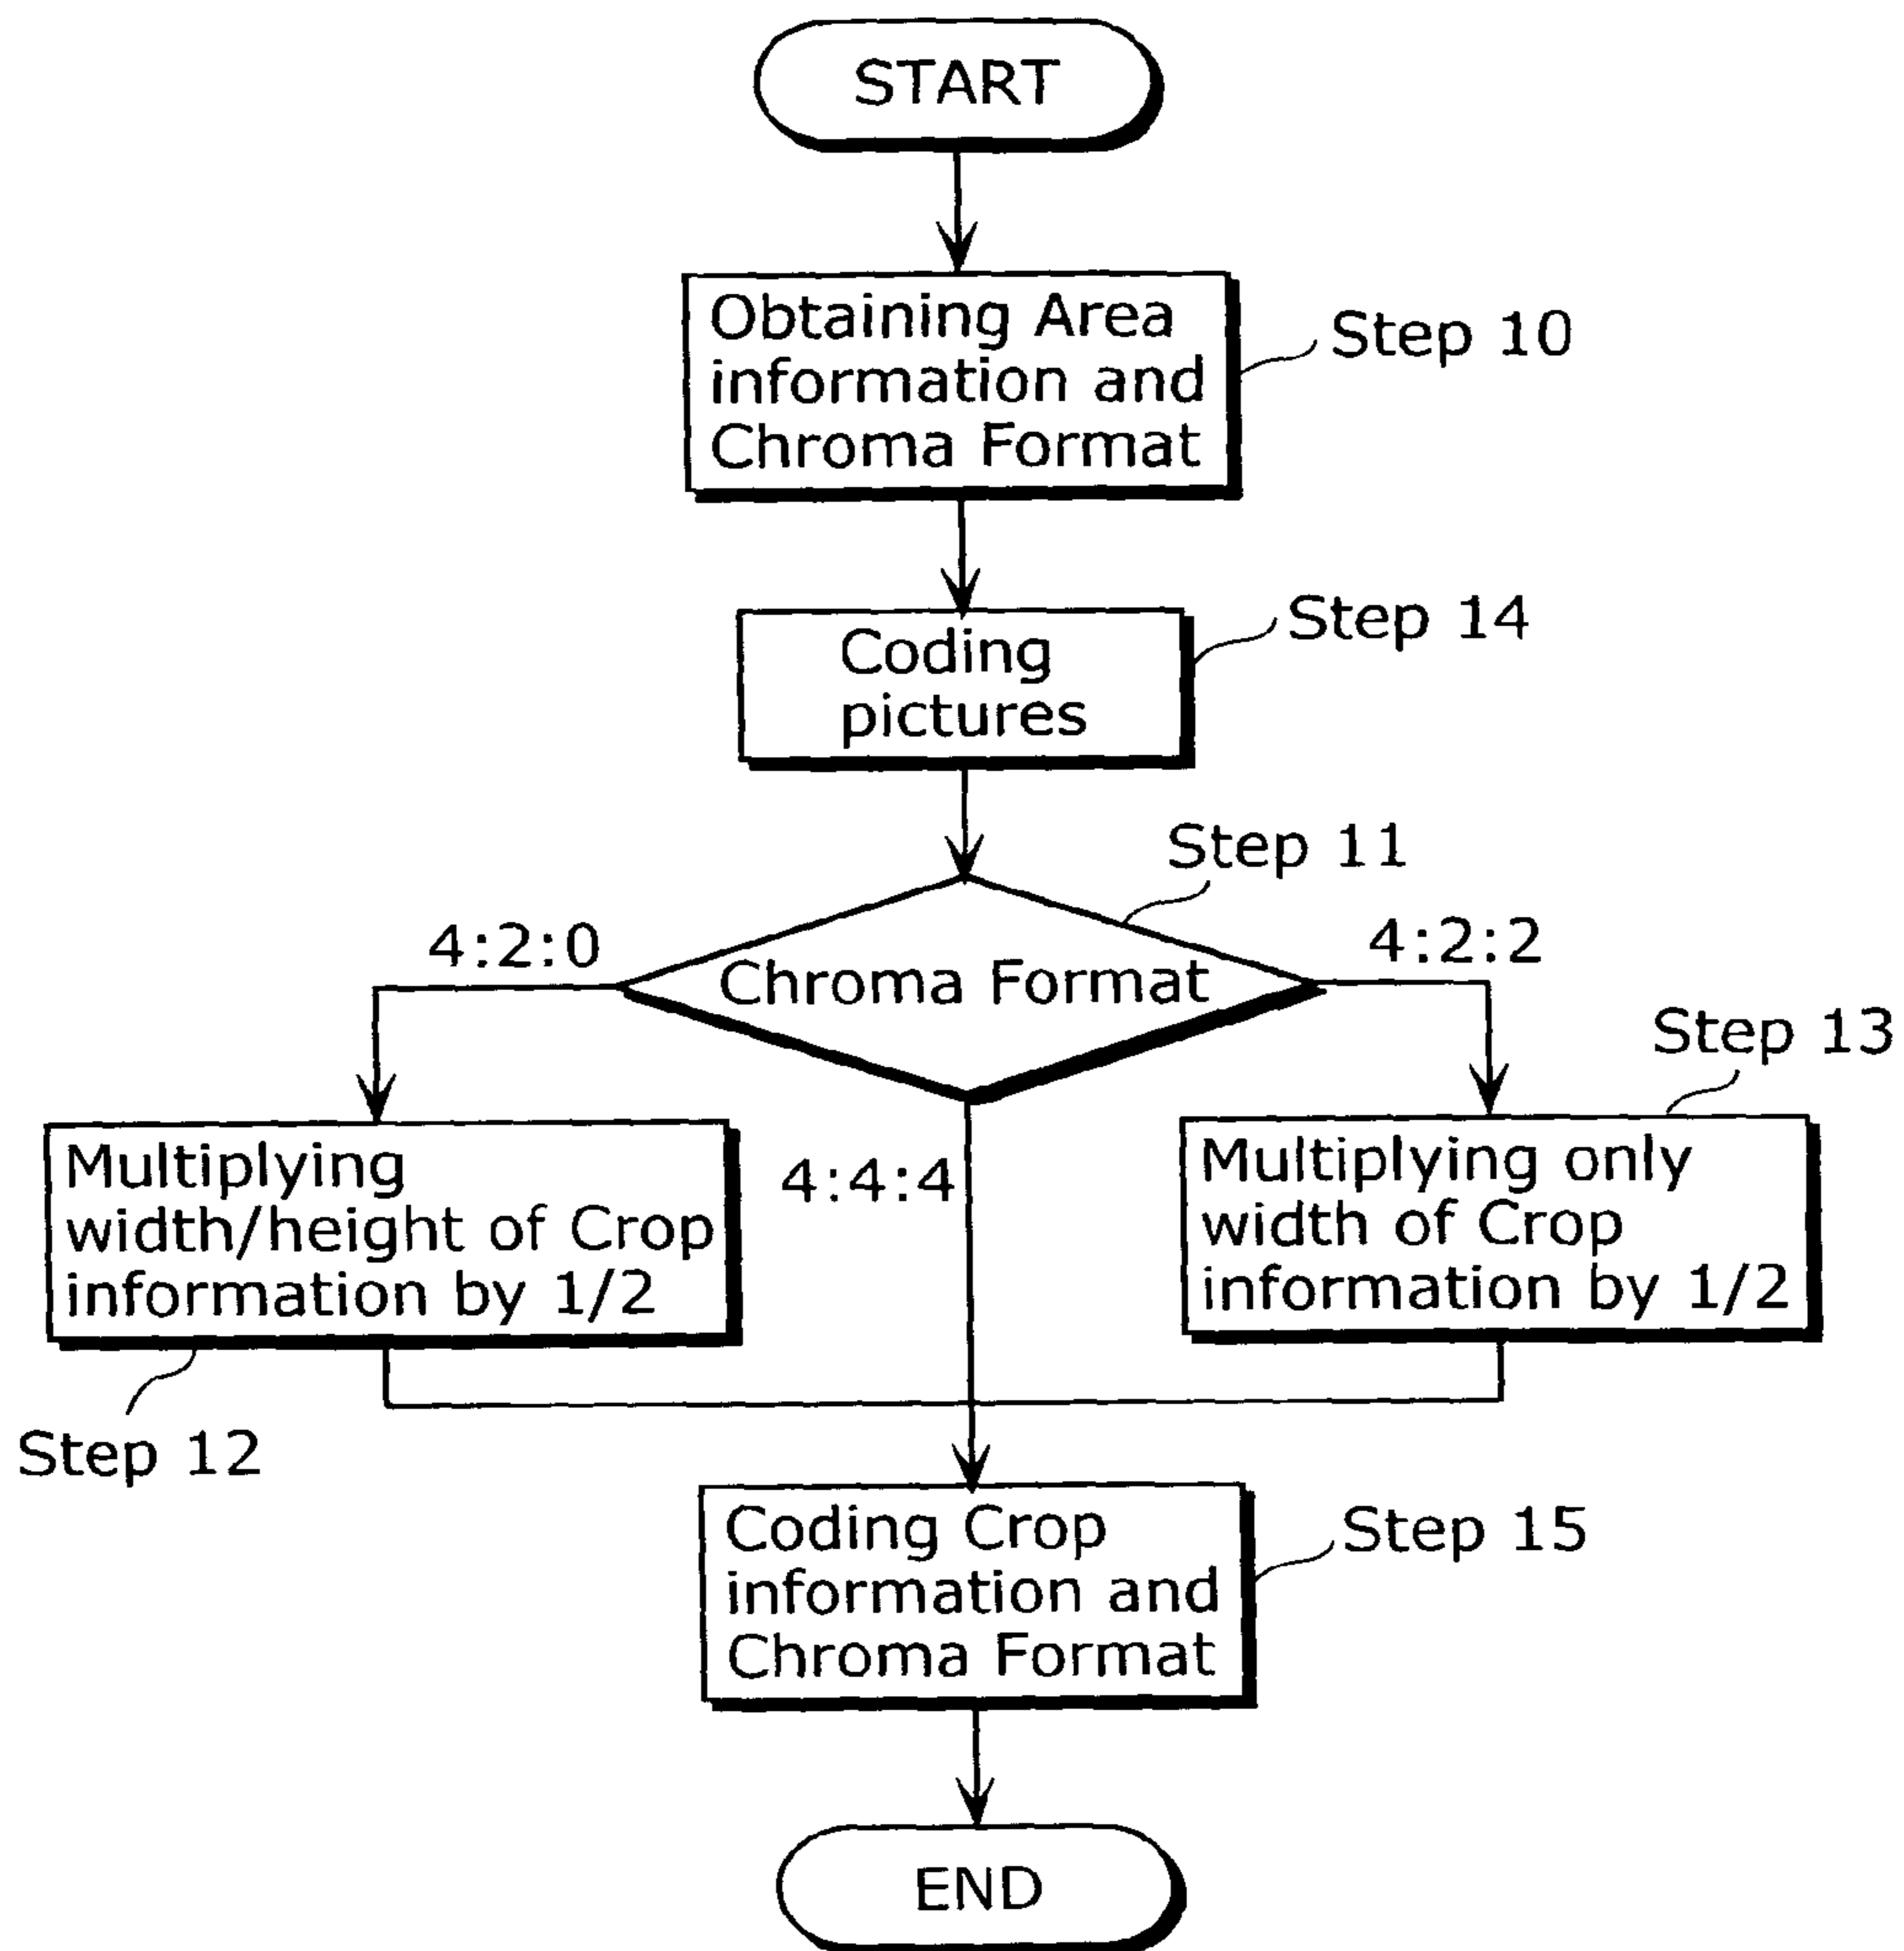 START
Obtaining Area
information and
Chroma Format
Step 10
Coding
pictures
Step 14
Step 11
4:2:0
Chroma Format
4:2:2
Step 13
Multiplying
width/height of Crop
information by 1/2
4:4:4
Multiplying only
width of Crop
information by 1/2
Step 12
Coding Crop
information and
Chroma Format
Step 15
END